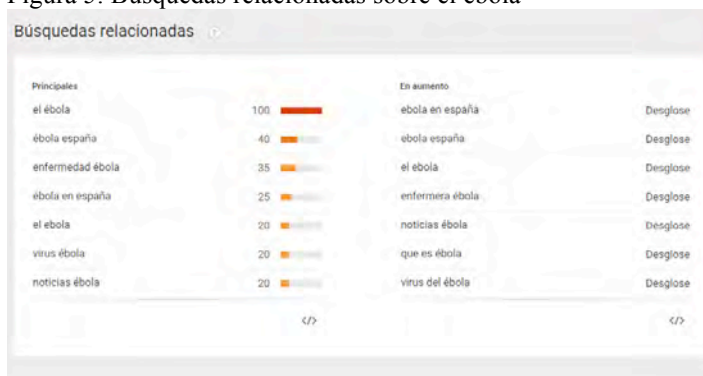 Figura 5. Búsquedas relacionadas sobre el ébola
Búsquedas relacionadas
Principales
el ébola 100
ébola españa 40
enfermedad ébola 35
ébola en españa 25
el ebola 20
virus ébola 20
noticias ébola 20
</>
En aumento
ebola en españa Desglose
ebola españa Desglose
el ebola Desglose
enfermera ébola Desglose
noticias ébola Desglose
que es ébola Desglose
virus del ébola Desglose
</>